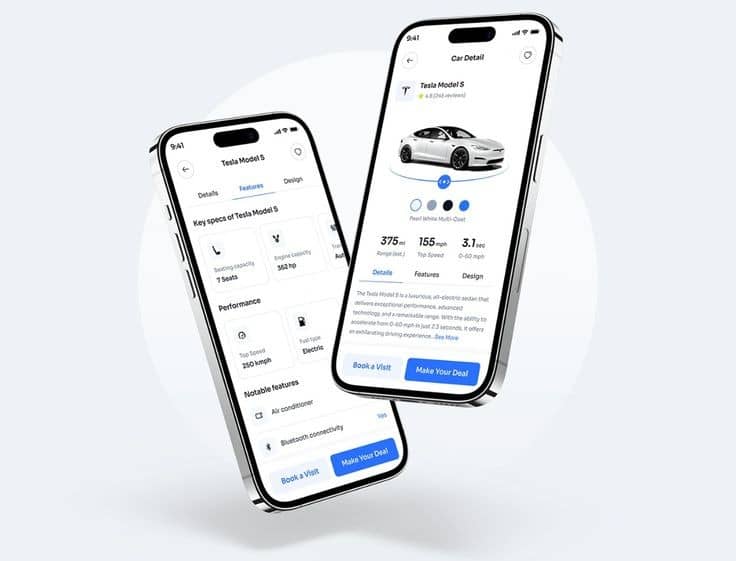 9:41
Tesla Model S
Details
Features
Design
Key specs of Tesla Model S
Seating capacity
7 Seats
Engine capacity
352 hp
Performance
Top Speed
250 kmph
Fuel type
Electric
Notable features
Air conditioner
Bluetooth connectivity
Yes
Book a Visit
Make Your Deal
9:41
Car Detail
Tesla Model S
reviews)
Pearl White Multi-Coat
375 mi
155 mph
3.1 sec
Range (est.)
Top Speed
0-60 mph
Details
Features
Design
The Tesla Model S is a luxurious, all-electric sedan that
delivers exceptional performance, advanced
technology, and a remarkable range. With the ability to
accelerate from 0-60 mph in just 2.3 seconds, it offers
an exhilarating driving experience...See More
Book a Visit
Make Your Deal